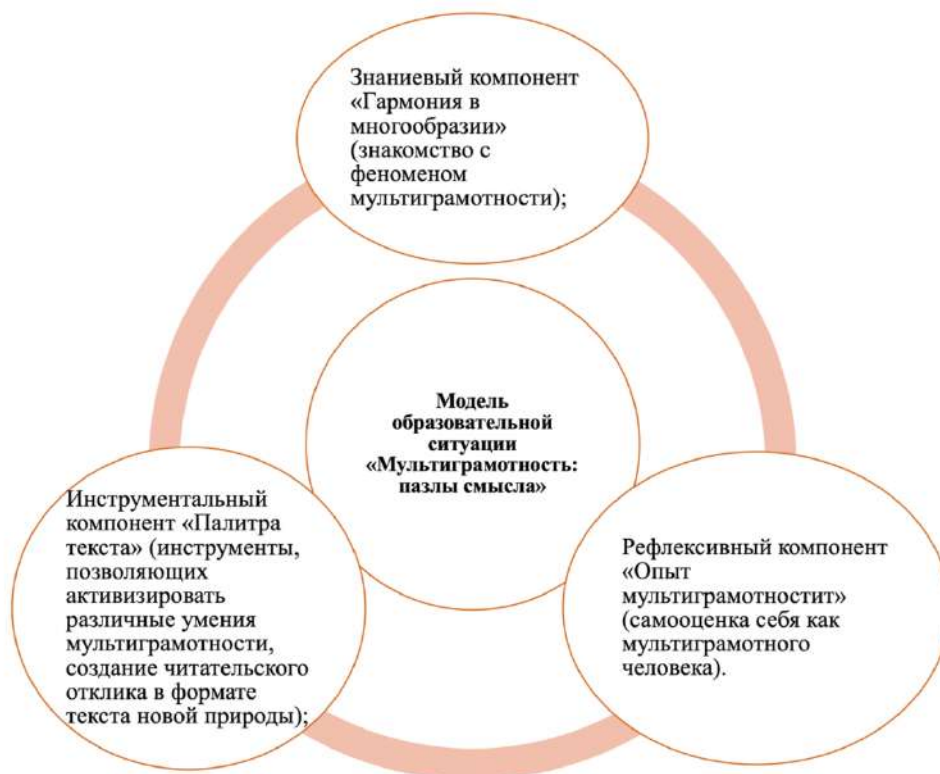 Знаниевый компонент
«Гармония в
многообразии»
(знакомство с
феноменом
мультиграмотности);
Модель
образовательной
ситуации
«Мультиграмотность:
пазлы смысла»
Инструментальный
компонент «Палитра
текста» (инструменты,
позволяющих
активизировать
различные умения
мультиграмотности,
создание читательского
отклика в формате
текста новой природы);
Рефлексивный компонент
«Опыт
мультиграмотностит»
(самооценка себя как
мультиграмотного
человека).